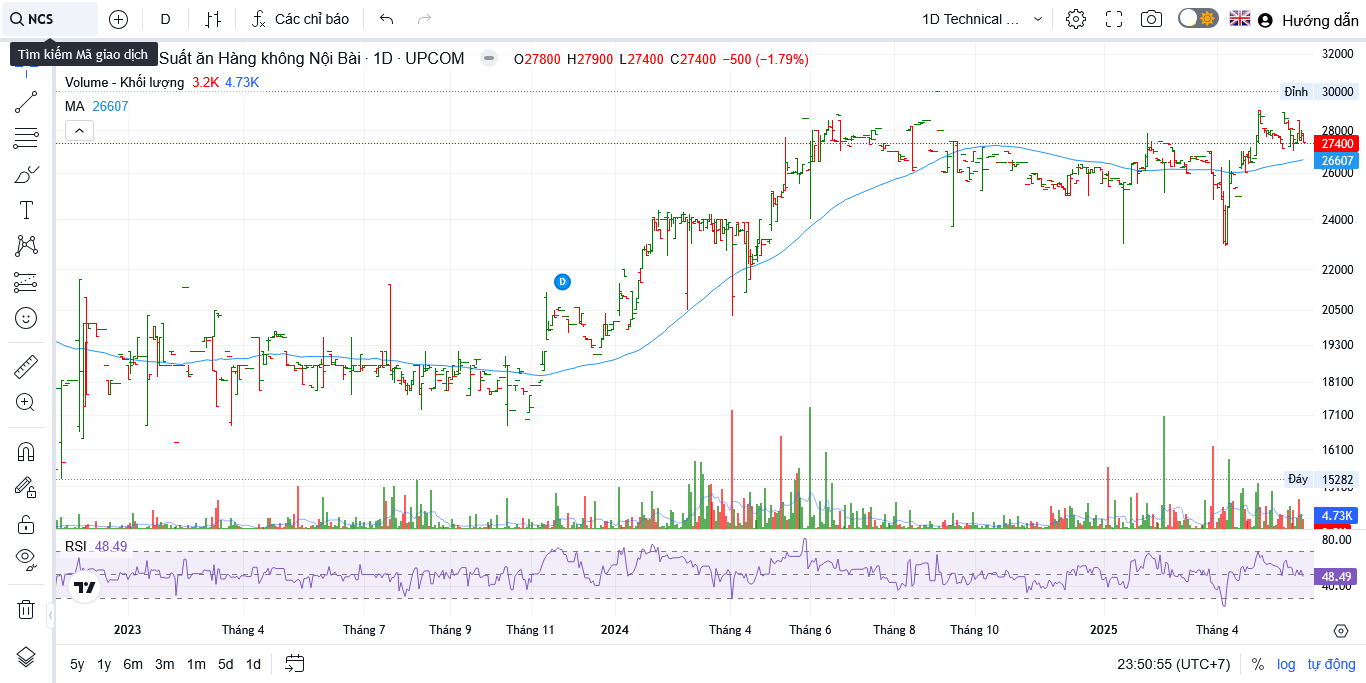 NCS
D
Các chỉ báo
1D Technical ...
Hướng dẫn
Tìm kiếm Mã giao dịch
Suất ăn Hàng không Nội Bài · 1D · UPCOM
O27800 H27900 L27400 C27400 −500 (−1.79%)
Volume - Khối lượng 3.2K 4.73K
MA 26607
32000
Đỉnh 30000
28000
27400
26607
26000
24000
D
22000
20500
19300
18100
17100
16100
Đáy 15282
4.73K
RSI 48.49
80.00
48.49
40.00
2023 Tháng 4 Tháng 7 Tháng 9 Tháng 11 2024 Tháng 4 Tháng 6 Tháng 8 Tháng 10 2025 Tháng 4
5y 1y 6m 3m 1m 5d 1d
23:50:55 (UTC+7) % log tự động